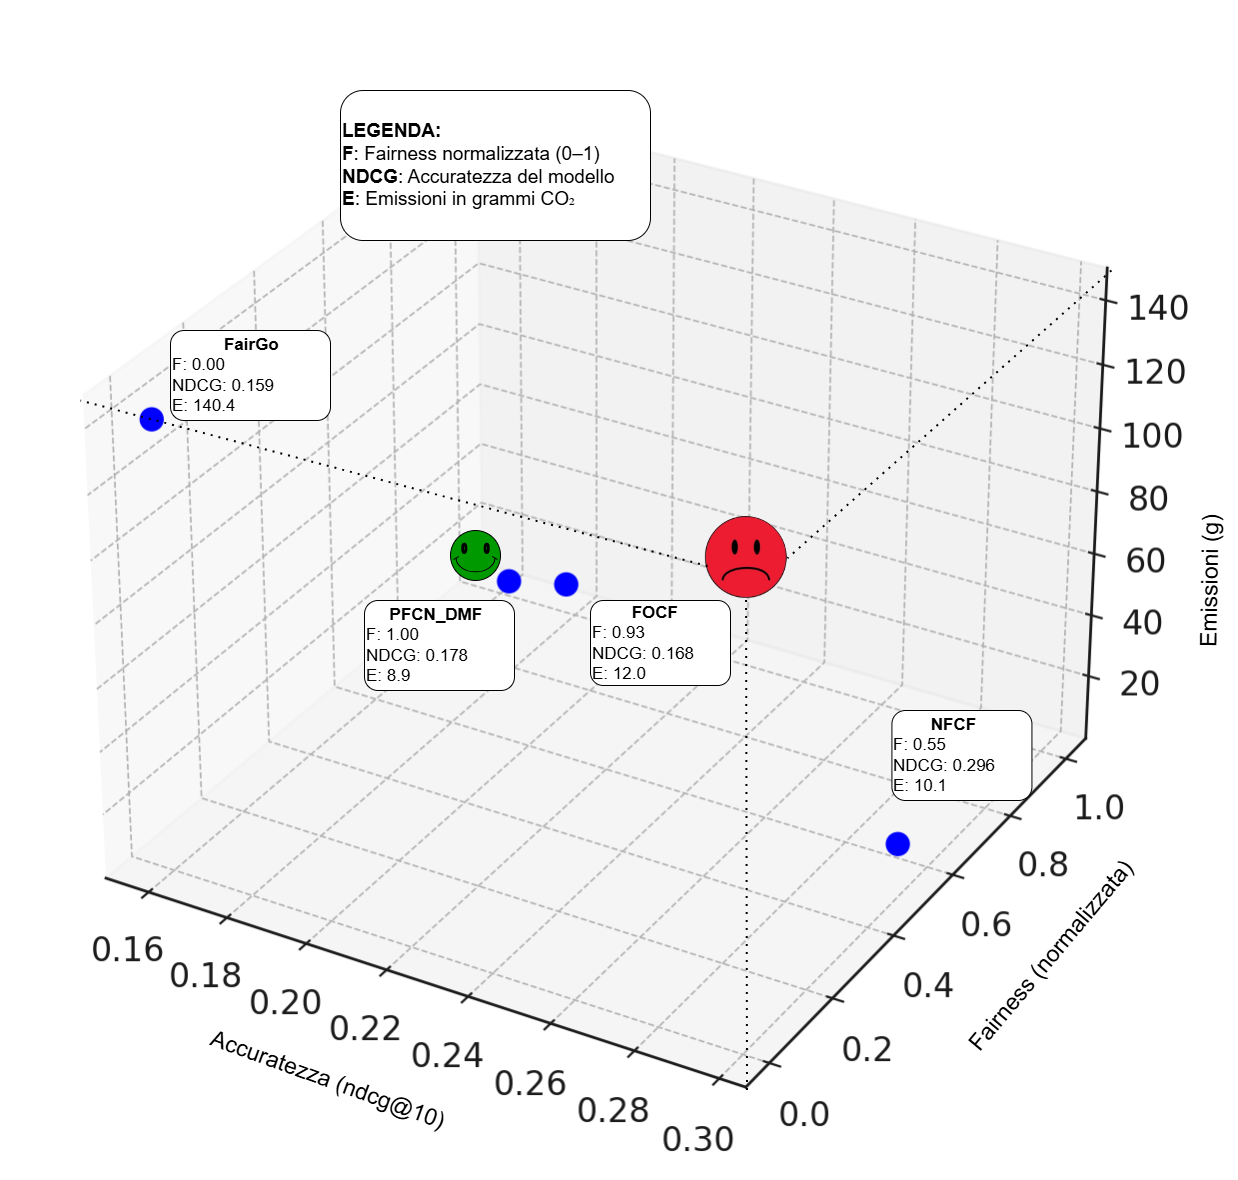 LEGENDA:
F: Fairness normalizzata (0–1)
NDCG: Accuratezza del modello
E: Emissioni in grammi CO₂
FairGo
F: 0.00
NDCG: 0.159
E: 140.4
PFCN_DMF
F: 1.00
NDCG: 0.178
E: 8.9
FOCF
F: 0.93
NDCG: 0.168
E: 12.0
NFCF
F: 0.55
NDCG: 0.296
E: 10.1
140
120
100
80
60
40
20
Emissioni (g)
1.0
0.8
0.6
0.4
0.2
0.0
Fairness (normalizzata)
0.16
0.18
0.20
0.22
0.24
0.26
0.28
0.30
Accuratezza (ndcg@10)